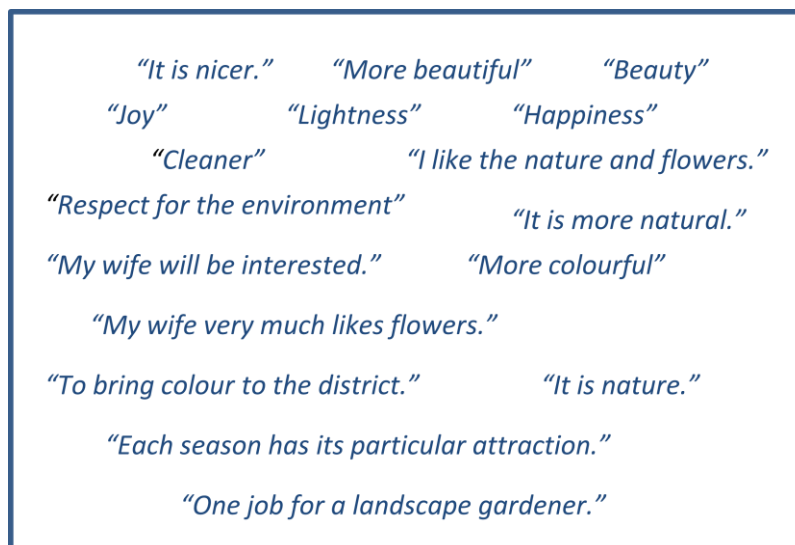 “It is nicer.” “More beautiful” “Beauty”
“Joy” “Lightness” “Happiness”
“Cleaner” “I like the nature and flowers.”
“Respect for the environment”
“It is more natural.”
“My wife will be interested.” “More colourful”
“My wife very much likes flowers.”
“To bring colour to the district.” “It is nature.”
“Each season has its particular attraction.”
“One job for a landscape gardener.”